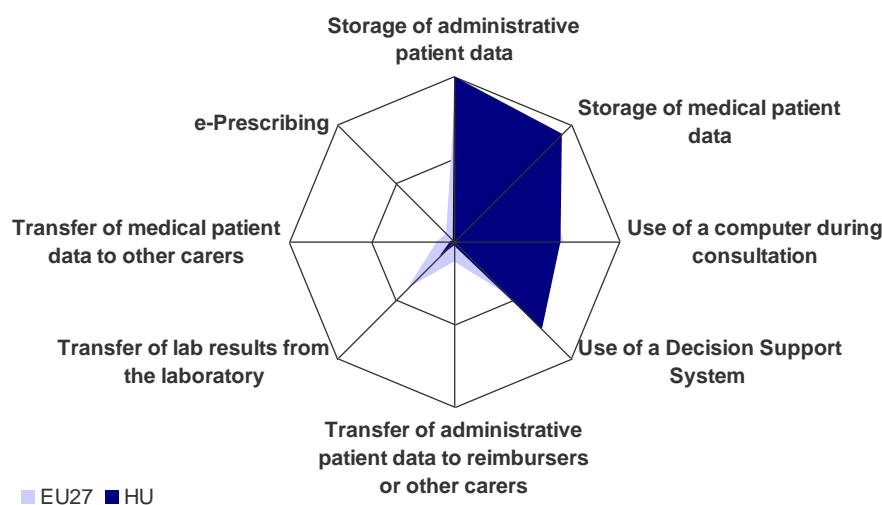 Storage of administrative
patient data
Storage of medical patient
data
e-Prescribing
Use of a computer during
consultation
Transfer of medical patient
data to other carers
Use of a Decision Support
System
Transfer of lab results from
the laboratory
Transfer of administrative
patient data to reimbursers
or other carers
EU27 HU